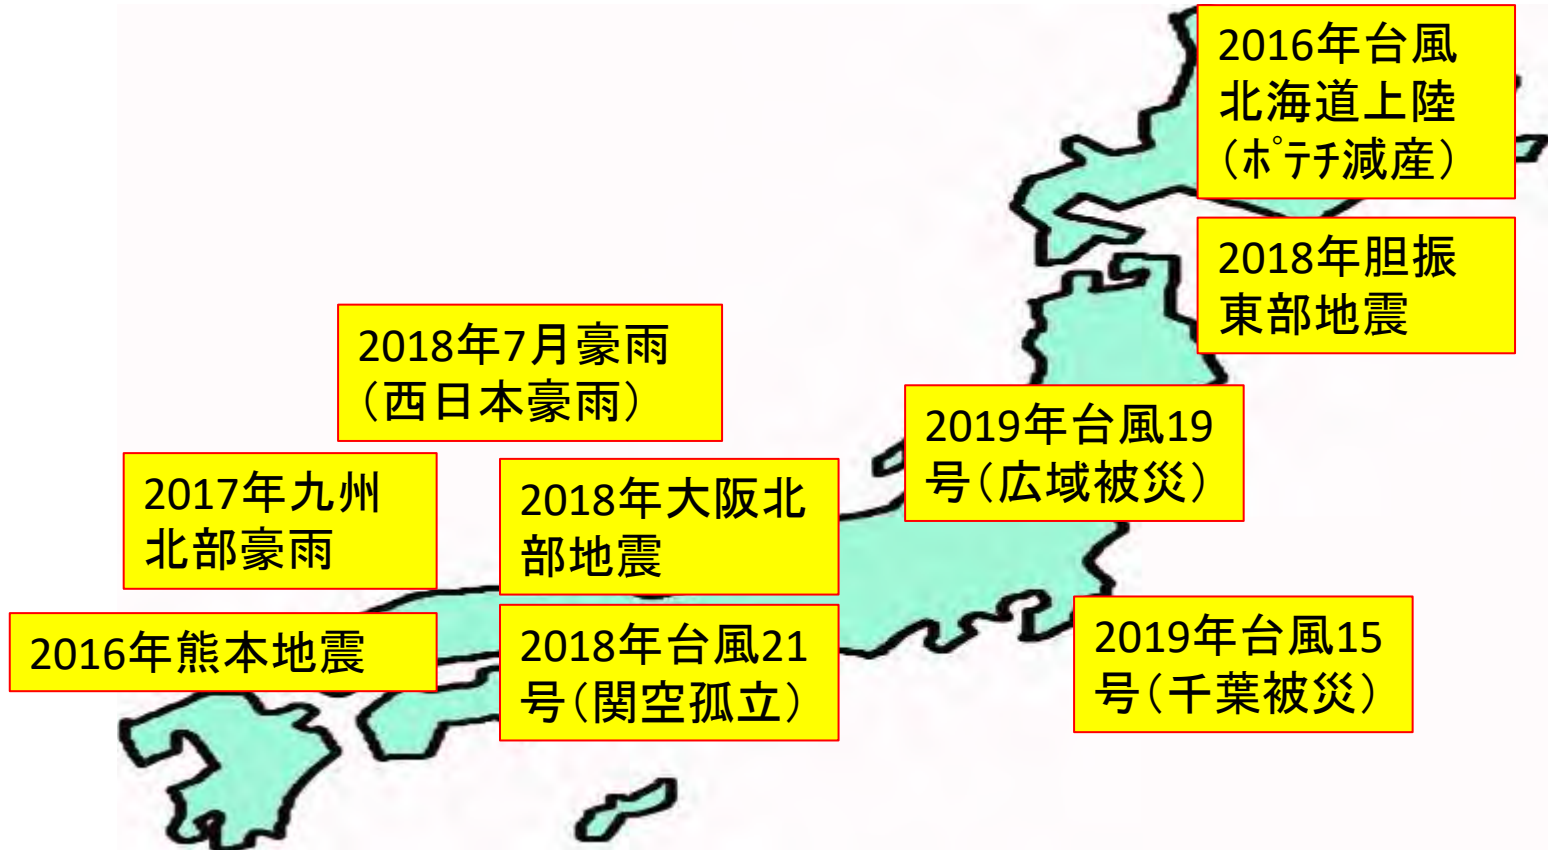 2016年台風
北海道上陸
（ﾎﾟﾃﾁ減産）
2018年胆振
東部地震
2018年7月豪雨
（西日本豪雨）
2019年台風19
号（広域被災）
2017年九州
北部豪雨
2018年大阪北
部地震
2016年熊本地震
2018年台風21
号（関空孤立）
2019年台風15
号（千葉被災）